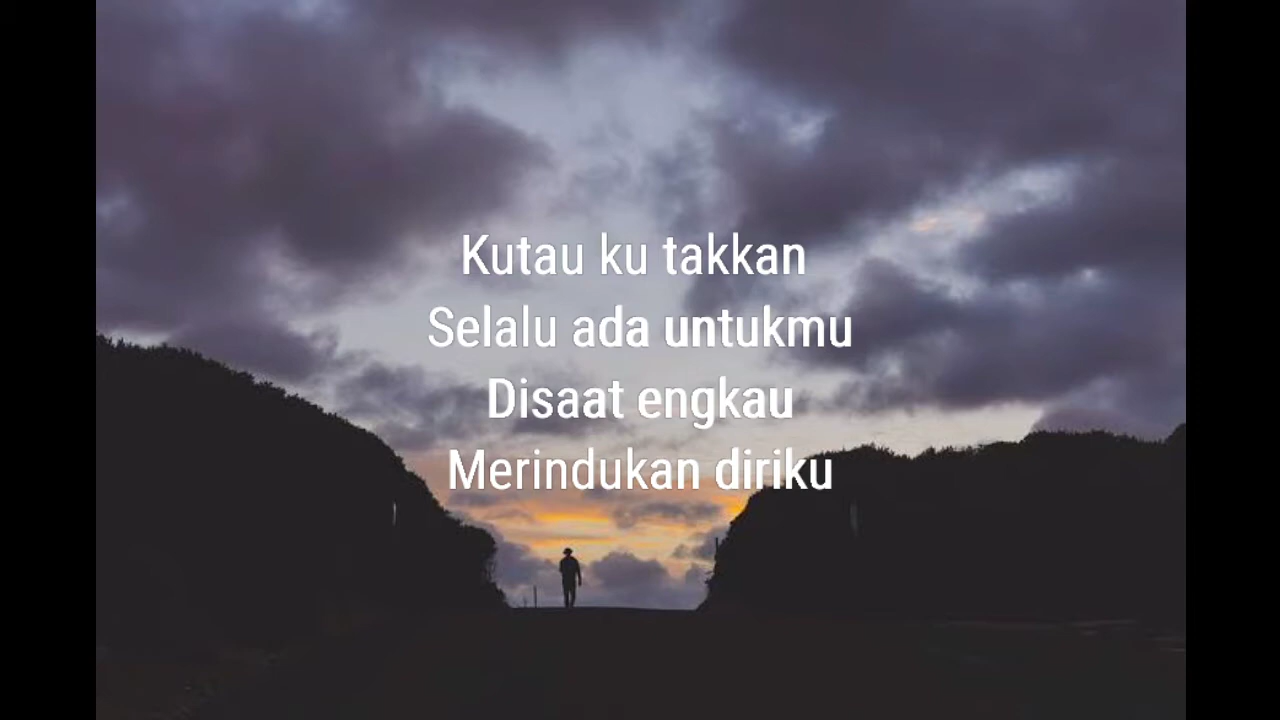 Kutau ku takkan
Selalu ada untukmu
Disaat engkau
Merindukan diriku